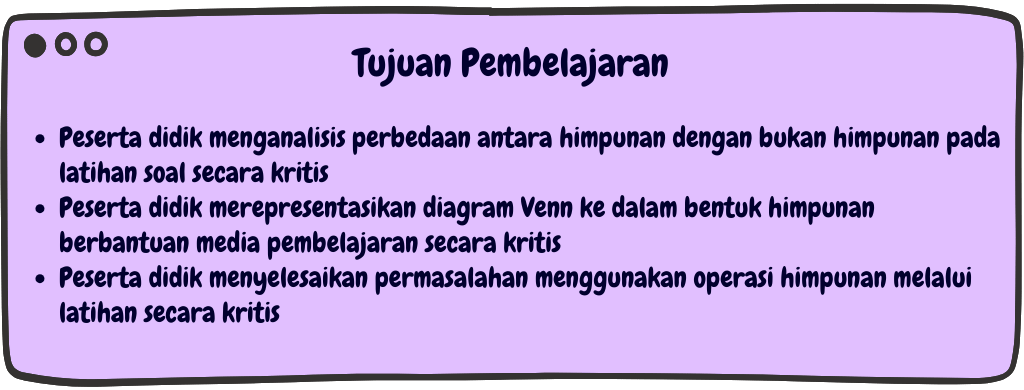 Tujuan Pembelajaran
• Peserta didik menganalisis perbedaan antara himpunan dengan bukan himpunan pada
latihan soal secara kritis
• Peserta didik merepresentasikan diagram Venn ke dalam bentuk himpunan
berbantuan media pembelajaran secara kritis
• Peserta didik menyelesaikan permasalahan menggunakan operasi himpunan melalui
latihan secara kritis